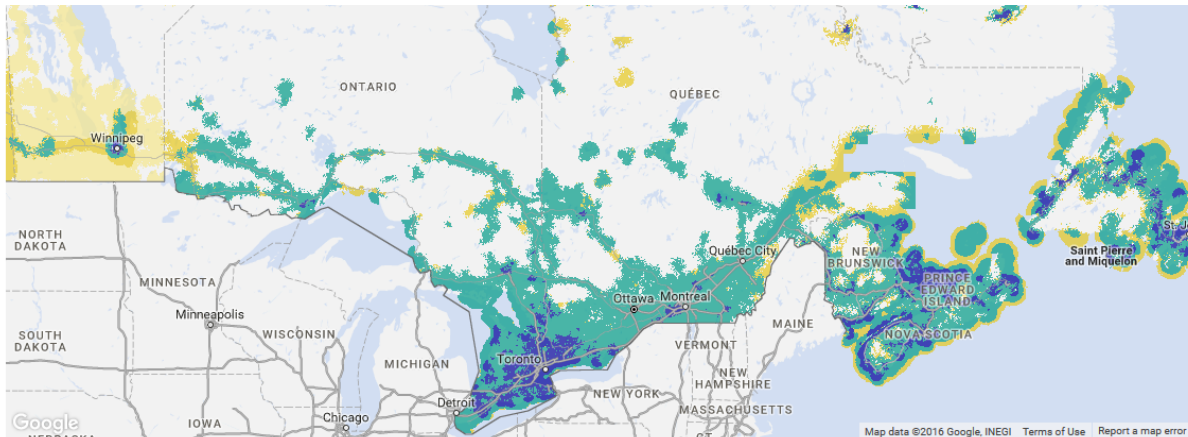 ONTARIO
QUÉBEC
Winnipeg
NORTH
DAKOTA
MINNESOTA
Minneapolis
SOUTH
DAKOTA
WISCONSIN
MICHIGAN
IOWA
Chicago
Detroit
Toronto
Ottawa
Montreal
Québec City
VERMONT
NEW
HAMPSHIRE
NEW YORK
MASSACHUSETTS
MAINE
NEW
BRUNSWICK
PRINCE
EDWARD
ISLAND
NOVA SCOTIA
Saint Pierre
and Miquelon
Google
Map data ©2016 Google, INEGI
Terms of Use
Report a map error